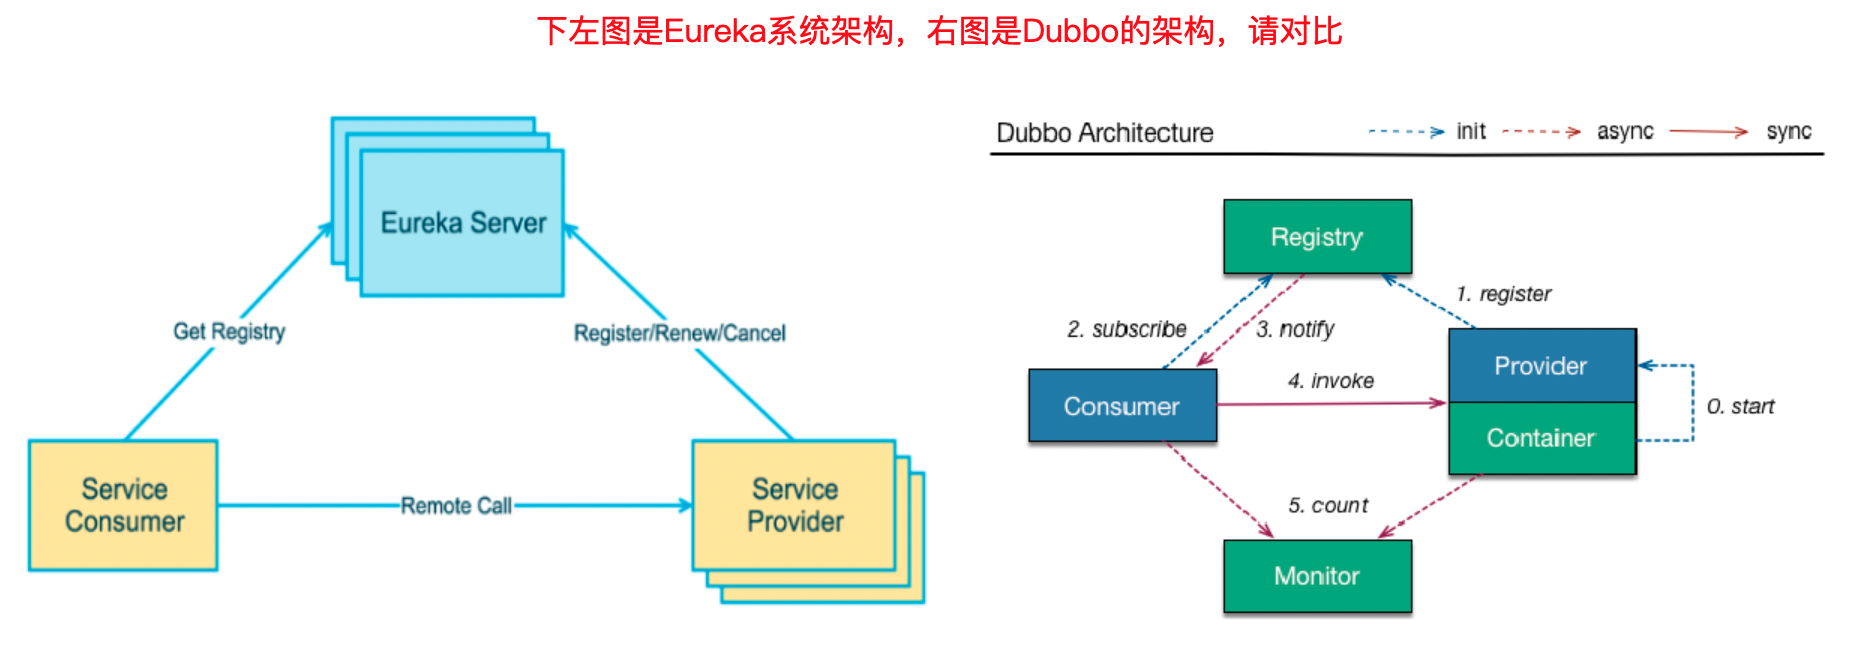 下左图是Eureka系统架构，右图是Dubbo的架构，请对比
Eureka Server
Get Registry
Register/Renew/Cancel
Service
Consumer
Remote Call
Service
Provider
Dubbo Architecture
init
async
sync
Registry
1. register
2. subscribe
3. notify
Provider
Consumer
4. invoke
0. start
Container
5. count
Monitor